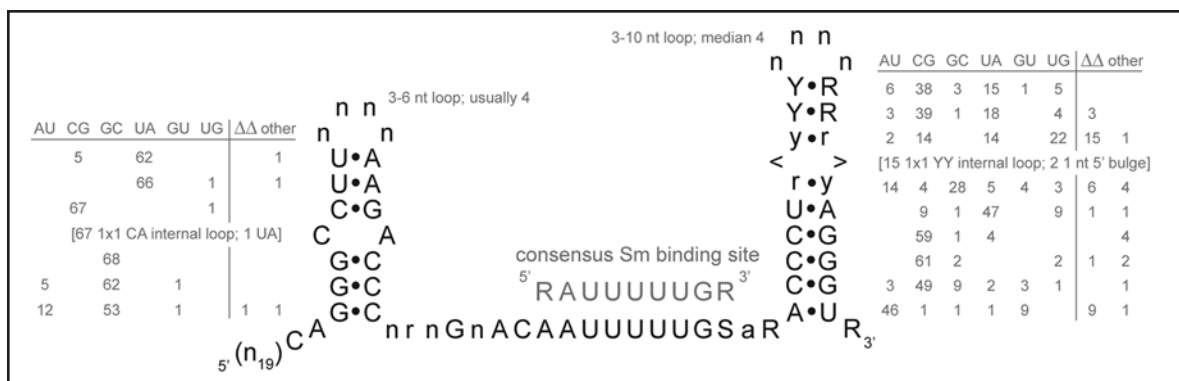 3-6 nt loop; usually 4
AU CG GC UA GU UG ΔΔ other
5 62 1
66 1 1
67 1
[67 1x1 CA internal loop; 1 UA]
68
5 62 1
12 53 1 1 1
n n
n n
U•A
U•A
C•G
C A
G•C
G•C
G•C
5' (n19)CA
nrnGnACAAUUUUUGSaR
consensus Sm binding site
5' RAUUUUUGR 3'
3-10 nt loop; median 4
n n n
n n
Y•R
Y•R
y•r
< >
r•y
U•A
C•G
C•G
C•G
A•U
R3'
AU CG GC UA GU UG ΔΔ other
6 38 3 15 1 5
3 39 1 18 4 3
2 14 14 22 15 1
[15 1x1 YY internal loop; 2 1 nt 5' bulge]
14 4 28 5 4 3 6 4
9 1 47 9 1 1
59 1 4 4
61 2 2 1 2
3 49 9 2 3 1 1
46 1 1 1 9 9 1